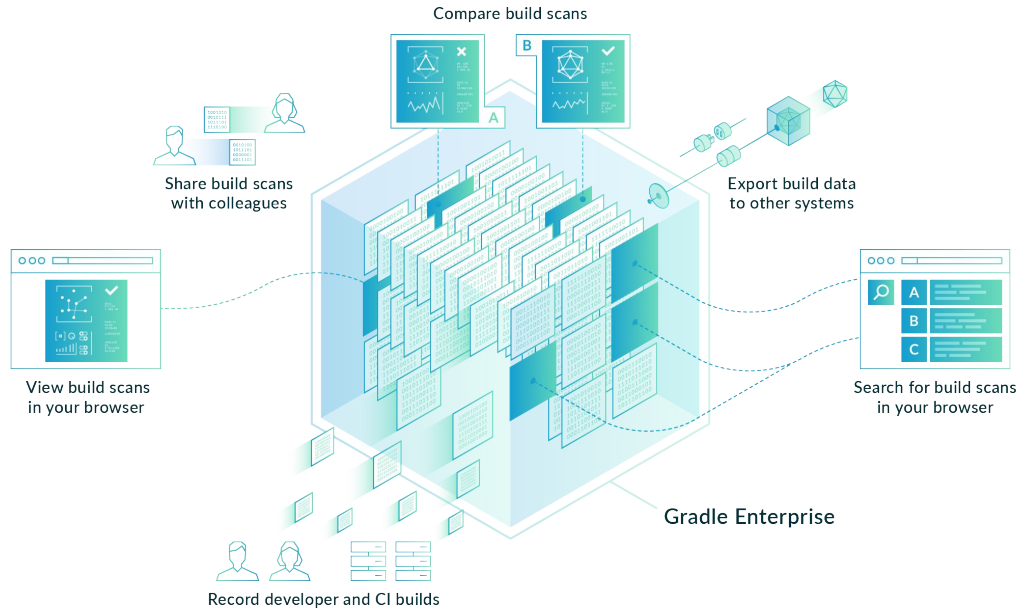 Compare build scans
B
A
Share build scans
with colleagues
Export build data
to other systems
A
B
C
View build scans
in your browser
Search for build scans
in your browser
Gradle Enterprise
Record developer and CI builds